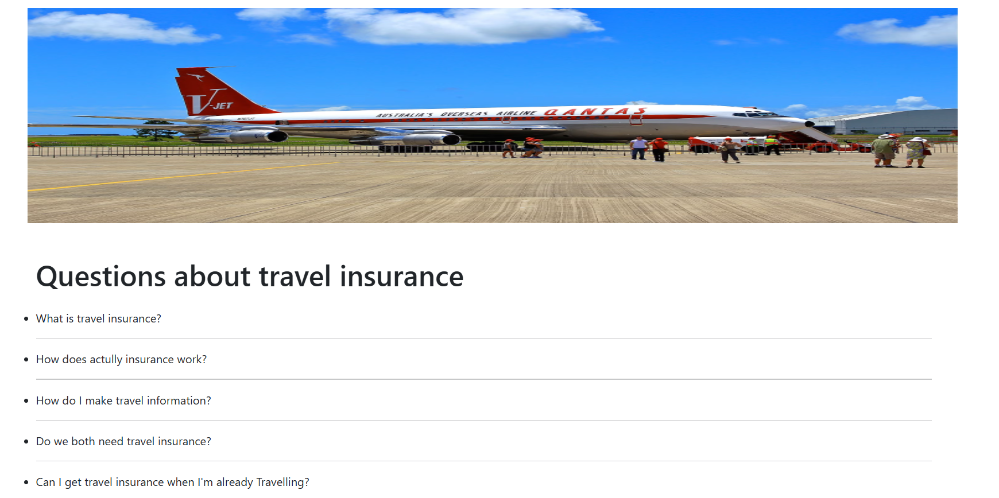 V-JET
AUSTRALIA'S OVERSEAS AIRLINE QANTAS
Questions about travel insurance
What is travel insurance?
How does actully insurance work?
How do I make travel information?
Do we both need travel insurance?
Can I get travel insurance when I'm already Travelling?